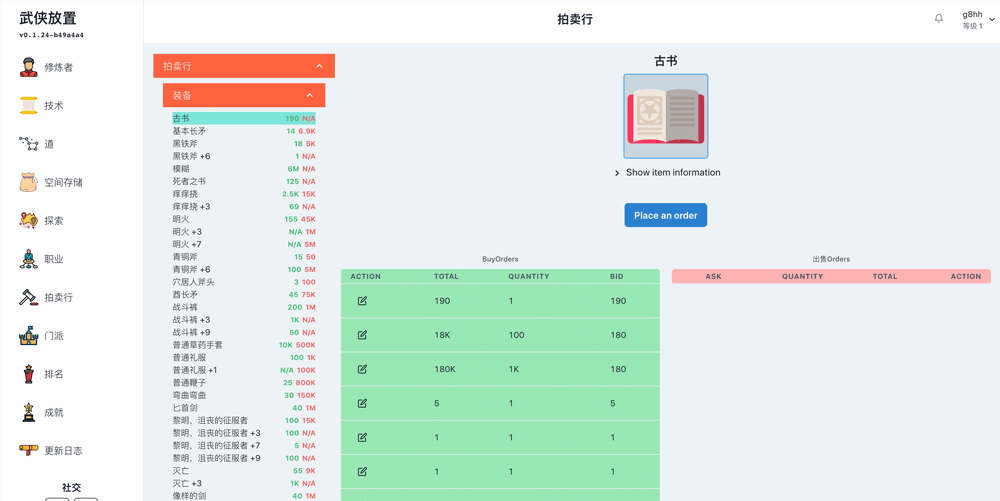 武侠放置
v0.1.24-b49a4a4
修炼者
技术
道
空间存储
探索
职业
拍卖行
门派
排名
成就
更新日志
社交
拍卖行
g8hh
等级 1
拍卖行
装备
古书 190 N/A
基本长矛 14 6.9K
黑铁斧 18 5K
黑铁斧 +6 1 N/A
模糊 6M N/A
死者之书 125 N/A
痒痒挠 2.5K 15K
痒痒挠 +3 69 N/A
明火 155 45K
明火 +3 N/A 1M
明火 +7 N/A 5M
青铜斧 15 50
青铜斧 +6 100 5M
穴居人斧头 3 100
酋长矛 45 75K
战斗裤 200 1M
战斗裤 +3 1K N/A
战斗裤 +9 50 N/A
普通草药手套 10K 500K
普通礼服 100 1K
普通礼服 +1 N/A 100K
普通鞭子 25 800K
弯曲弯曲 30 150K
匕首剑 40 1M
黎明，沮丧的征服者 100 15K
黎明，沮丧的征服者 +3 100 N/A
黎明，沮丧的征服者 +7 5 N/A
黎明，沮丧的征服者 +9 100 N/A
灭亡 55 9K
灭亡 +3 1K N/A
像样的剑 40 1M
古书
Show item information
Place an order
BuyOrders
ACTION TOTAL QUANTITY BID
190 1 190
18K 100 180
180K 1K 180
5 1 5
1 1 1
1 1 1
出售Orders
ASK QUANTITY TOTAL ACTION